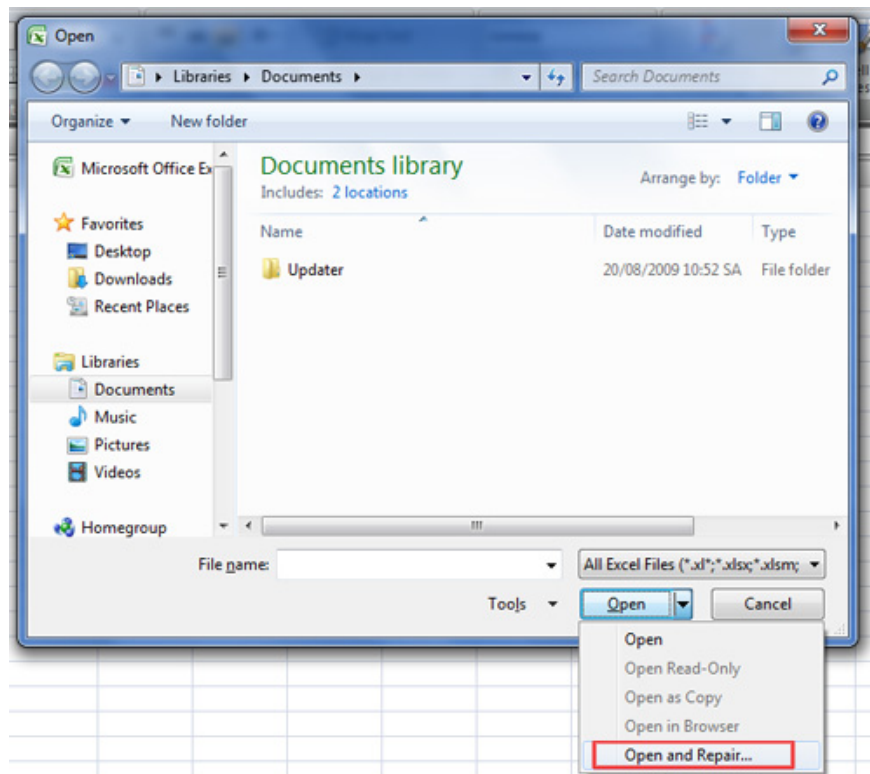 Open
Libraries Documents
Search Documents
Organize
New folder
Microsoft Office Ex
Documents library
Includes: 2 locations
Arrange by: Folder
Favorites
Desktop
Downloads
Recent Places
Name
Date modified
Type
Updater
20/08/2009 10:52 SA
File folder
Libraries
Documents
Music
Pictures
Videos
Homegroup
File name:
All Excel Files (*.xl*;*.xlsx;*.xlsm;
Tools
Open
Cancel
Open
Open Read-Only
Open as Copy
Open in Browser
Open and Repair...